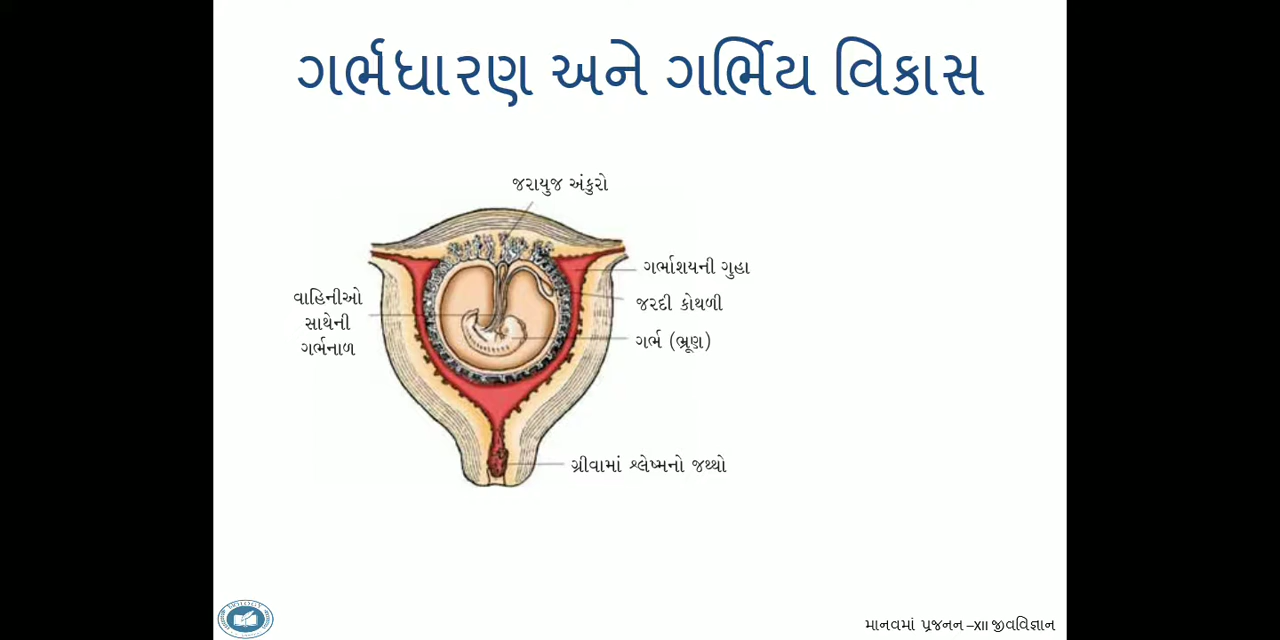 ગર્ભધારણ અને ગર્ભિય વિકાસ
જરાયુજ અંકુરો
ગર્ભાશયની ગુહા
વાહિનીઓ
સાથેની
ગર્ભનાળ
જરદી કોથળી
ગર્ભ (ભ્રૂણ)
ગ્રીવામાં શ્લેષ્મનો જથ્થો
માનવમાં પ્રજનન –XII જીવવિજ્ઞાન